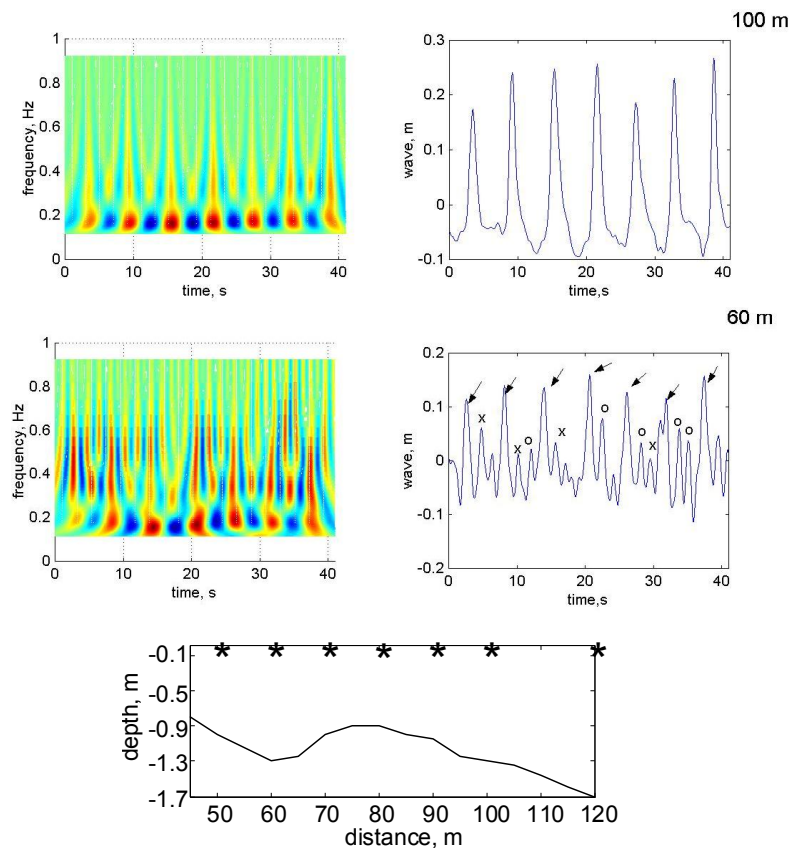 100 m
1
0.8
0.6
0.4
0.2
0
frequency, Hz
0 10 20 30 40
time, s
0.3
0.2
0.1
0
-0.1
wave, m
0 10 20 30 40
time,s
60 m
1
0.8
0.6
0.4
0.2
0
frequency, Hz
0 10 20 30 40
time, s
0.2
0.1
0
-0.1
-0.2
wave, m
x x o x o o x o o
0 10 20 30 40
time,s
-0.1
-0.5
-0.9
-1.3
-1.7
depth, m
* * * * * * *
50 60 70 80 90 100 110 120
distance, m